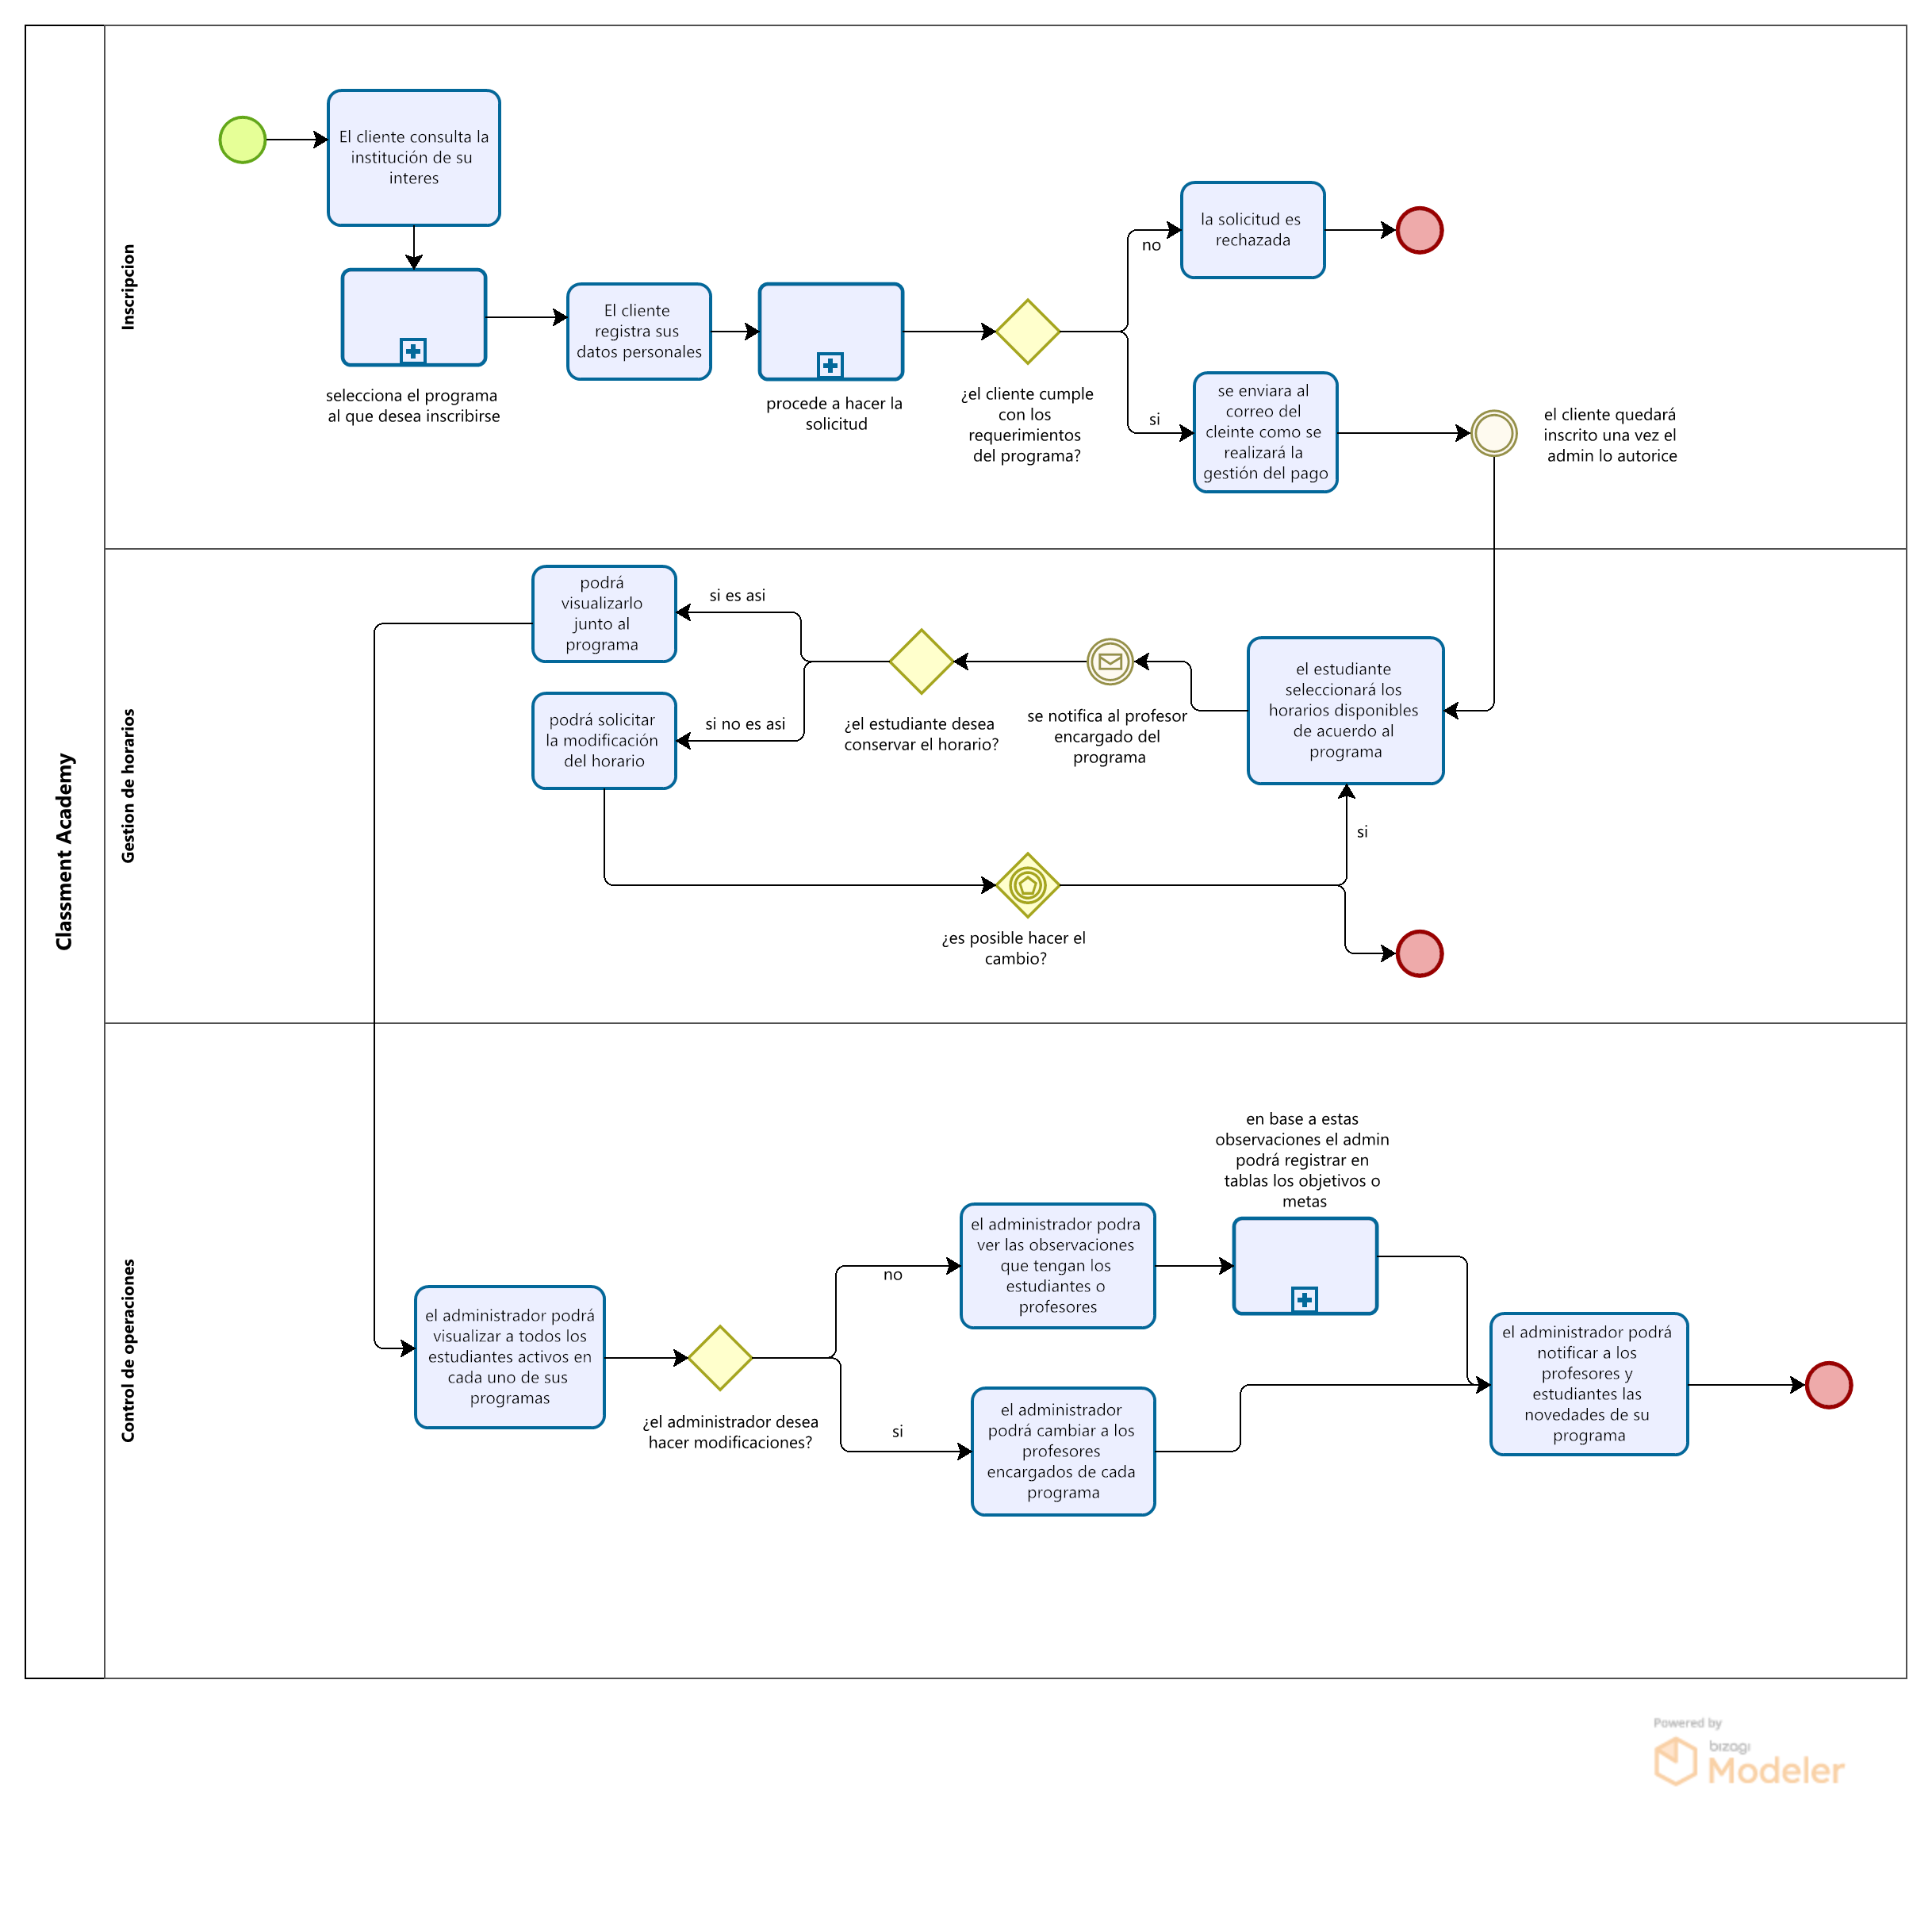 Classment Academy
Inscripcion
El cliente consulta la
institución de su
interes
selecciona el programa
al que desea inscribirse
El cliente
registra sus
datos personales
procede a hacer la
solicitud
¿el cliente cumple
con los
requerimientos
del programa?
no
la solicitud es
rechazada
si
se enviara al
correo del
cleinte como se
realizará la
gestión del pago
el cliente quedará
inscrito una vez el
admin lo autorice
Gestion de horarios
el estudiante
seleccionará los
horarios disponibles
de acuerdo al
programa
se notifica al profesor
encargado del
programa
¿el estudiante desea
conservar el horario?
si es asi
podrá
visualizarlo
junto al
programa
si no es asi
podrá solicitar
la modificación
del horario
¿es posible hacer el
cambio?
si
Control de operaciones
el administrador podrá
visualizar a todos los
estudiantes activos en
cada uno de sus
programas
¿el administrador desea
hacer modificaciones?
no
el administrador podra
ver las observaciones
que tengan los
estudiantes o
profesores
en base a estas
observaciones el admin
podrá registrar en
tablas los objetivos o
metas
si
el administrador
podrá cambiar a los
profesores
encargados de cada
programa
el administrador podrá
notificar a los
profesores y
estudiantes las
novedades de su
programa
Powered by
bizagi
Modeler